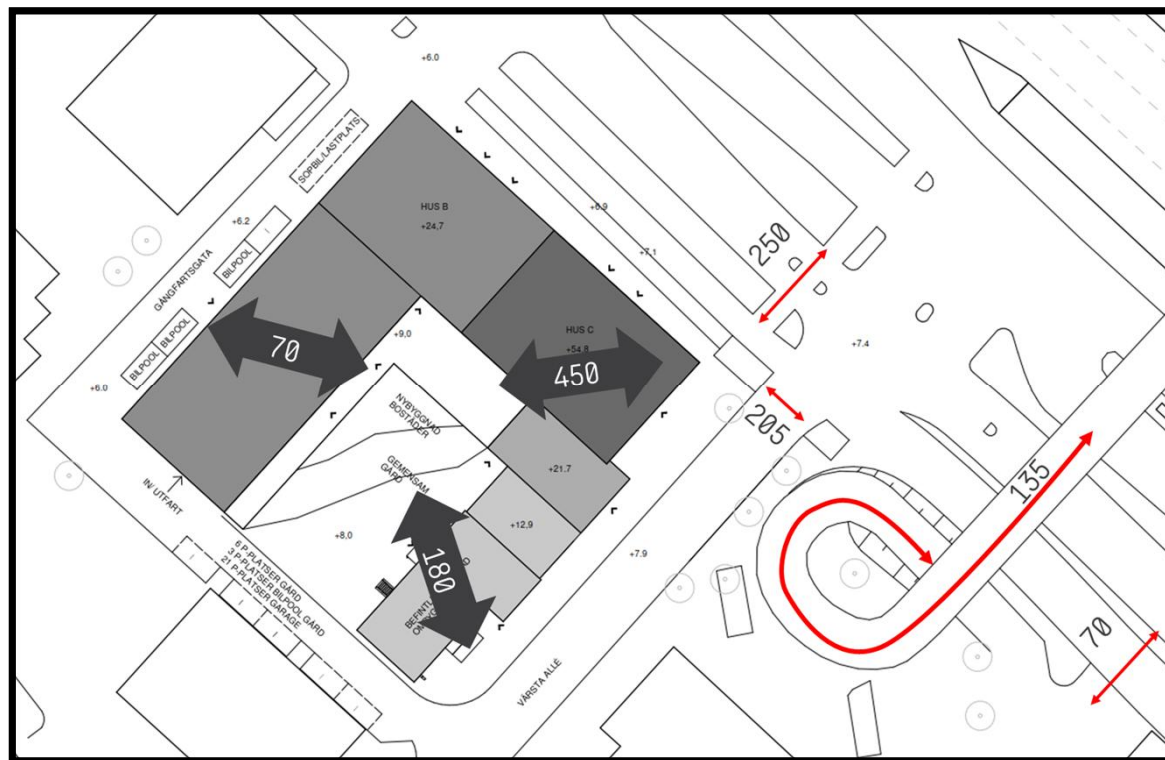 +6.0
SOPBIL/LASTPLATS
HUS B
+24,7
+6.2
+6.9
+7.1
250
BILPOOL
GÅNGFARTSGATA
BILPOOL
BILPOOL
+6.0
70
+9,0
HUS C
+54.8
450
+7.4
NYBYGGNAD
BOSTÄDER
GEMENSAM
GÅRD
205
+21.7
135
IN/ UTFART
+12,9
+8,0
180
+7.9
6 P-PLATSER GÅRD
3 P-PLATSER BILPOOL GÅRD
21 P-PLATSER GARAGE
70
VÅRSTA ALLÉ